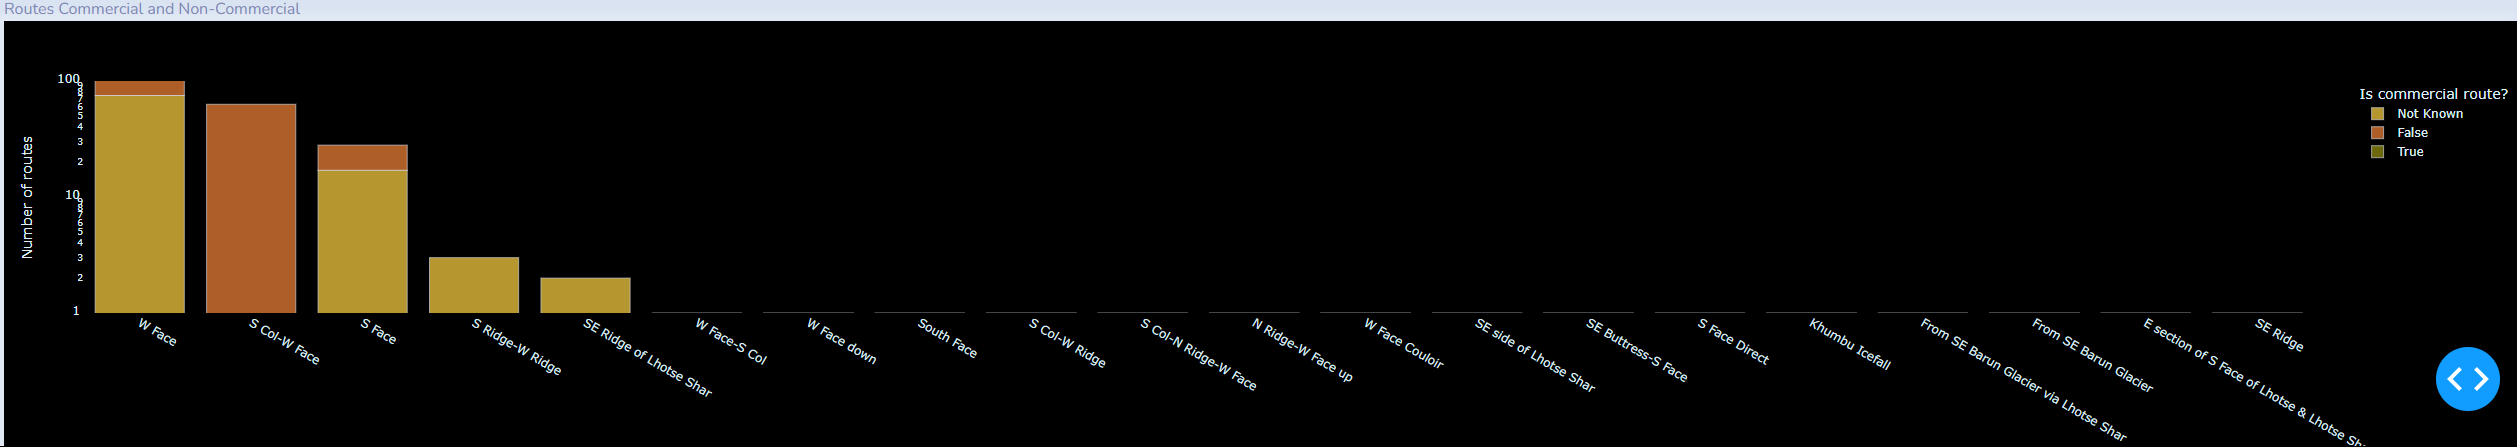 Routes Commercial and Non-Commercial
Number of routes
100
9
8
7
6
5
4
3
2
10
9
8
7
6
5
4
3
2
1
W Face
S Col-W Face
S Face
S Ridge-W Ridge
SE Ridge of Lhotse Shar
W Face-S Col
W Face down
South Face
S Col-W Ridge
S Col-N Ridge-W Face
N Ridge-W Face up
W Face Couloir
SE side of Lhotse Shar
SE Buttress-S Face
S Face Direct
Khumbu Icefall
From SE Barun Glacier via Lhotse Shar
From SE Barun Glacier
E section of S Face of Lhotse & Lhotse Sh
SE Ridge
Is commercial route?
Not Known
False
True